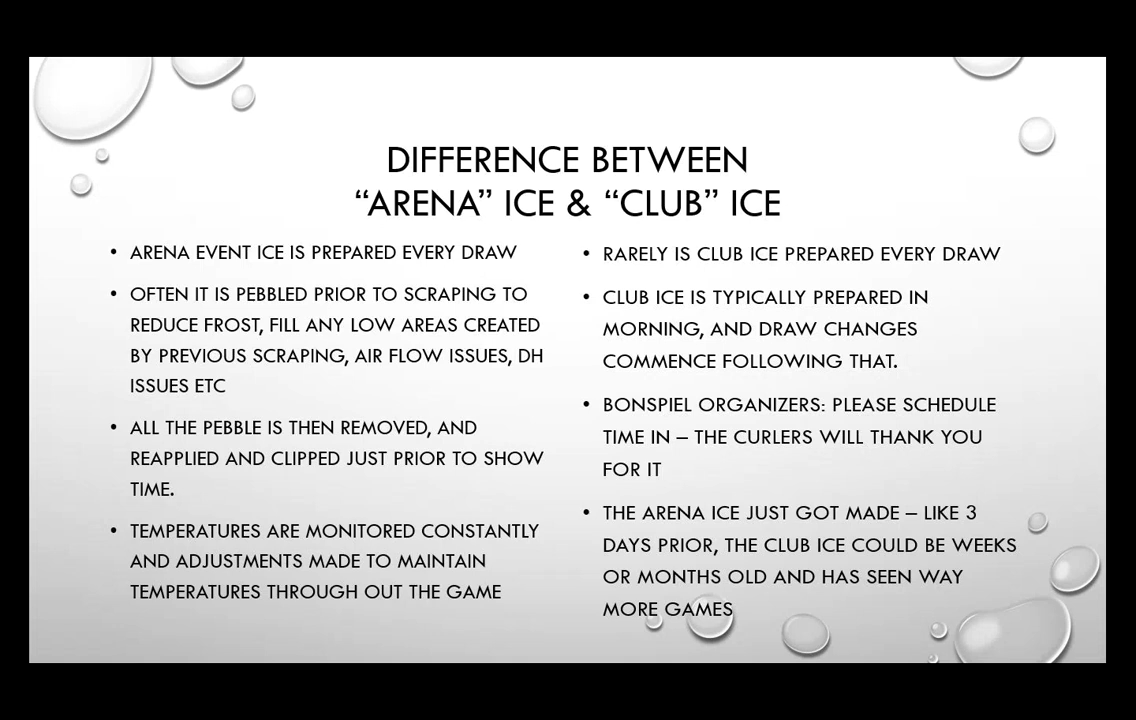 DIFFERENCE BETWEEN
“ARENA” ICE & “CLUB” ICE
• ARENA EVENT ICE IS PREPARED EVERY DRAW
• OFTEN IT IS PEBBLED PRIOR TO SCRAPING TO
REDUCE FROST, FILL ANY LOW AREAS CREATED
BY PREVIOUS SCRAPING, AIR FLOW ISSUES, DH
ISSUES ETC
• ALL THE PEBBLE IS THEN REMOVED, AND
REAPPLIED AND CLIPPED JUST PRIOR TO SHOW
TIME.
• TEMPERATURES ARE MONITORED CONSTANTLY
AND ADJUSTMENTS MADE TO MAINTAIN
TEMPERATURES THROUGH OUT THE GAME
• RARELY IS CLUB ICE PREPARED EVERY DRAW
• CLUB ICE IS TYPICALLY PREPARED IN
MORNING, AND DRAW CHANGES
COMMENCE FOLLOWING THAT.
• BONSPIEL ORGANIZERS: PLEASE SCHEDULE
TIME IN – THE CURLERS WILL THANK YOU
FOR IT
• THE ARENA ICE JUST GOT MADE – LIKE 3
DAYS PRIOR, THE CLUB ICE COULD BE WEEKS
OR MONTHS OLD AND HAS SEEN WAY
MORE GAMES